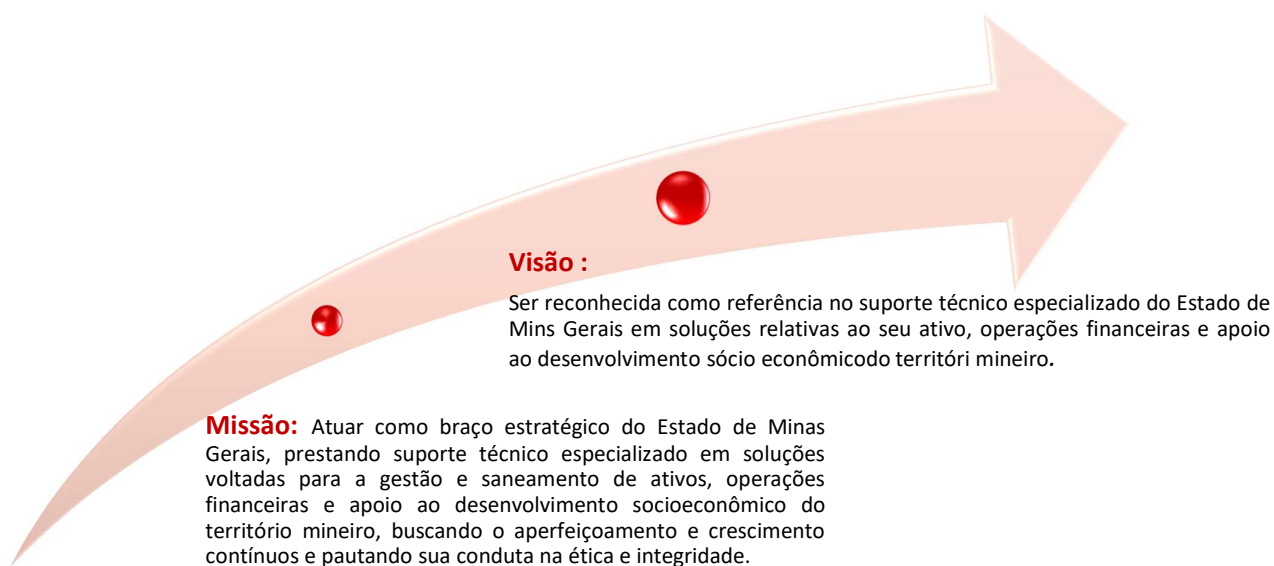 Visão :
Ser reconhecida como referência no suporte técnico especializado do Estado de
Mins Gerais em soluções relativas ao seu ativo, operações financeiras e apoio
ao desenvolvimento sócio econômicodo territóri mineiro.
Missão: Atuar como braço estratégico do Estado de Minas
Gerais, prestando suporte técnico especializado em soluções
voltadas para a gestão e saneamento de ativos, operações
financeiras e apoio ao desenvolvimento socioeconômico do
território mineiro, buscando o aperfeiçoamento e crescimento
contínuos e pautando sua conduta na ética e integridade.